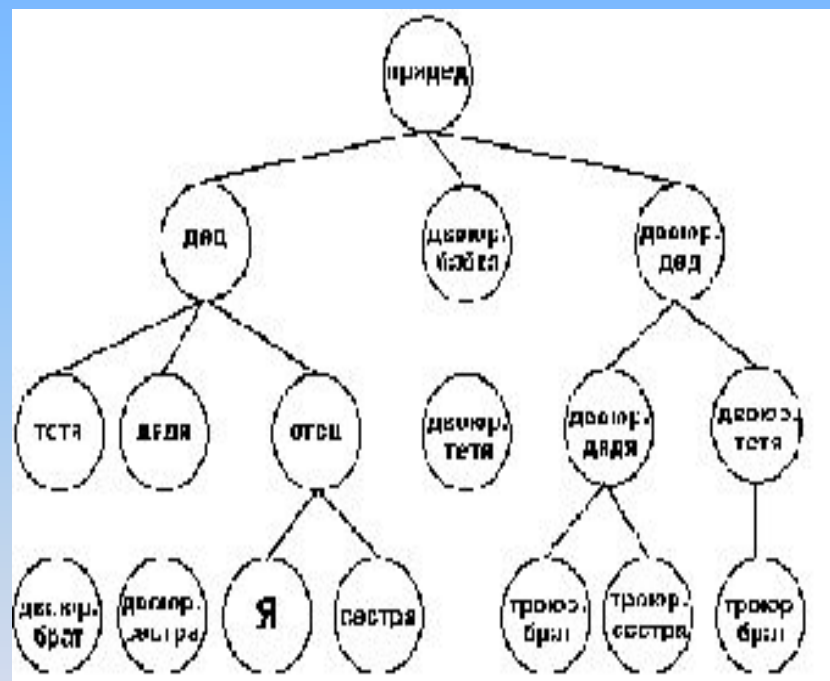 прадед
дед
двоюр.
бабка
двоюр.
дед
тетя
дядя
отец
двоюр.
тетя
двоюр.
дядя
двоюр.
тетя
двоюр.
брат
двоюр.
сестра
Я
сестра
троюр.
брат
троюр.
сестра
троюр
брат